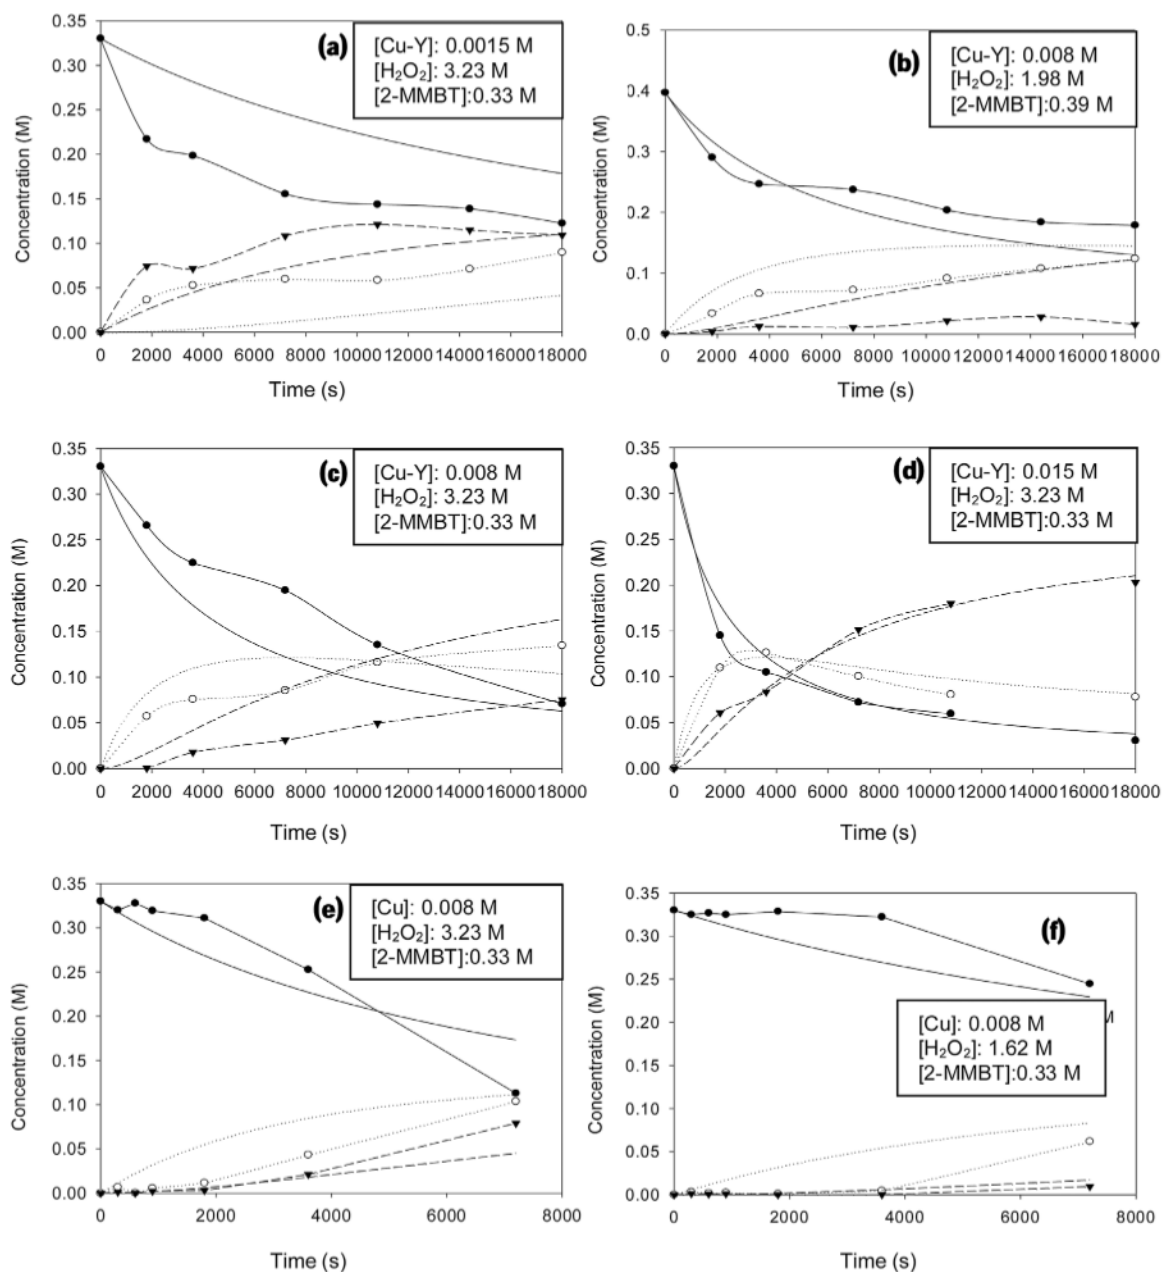 0.35
0.30
0.25
0.20
0.15
0.10
0.05
0.00
Concentration (M)
0 2000 4000 6000 8000 10000 12000 14000 16000 18000
Time (s)
(a)
[Cu-Y]: 0.0015 M
[H₂O₂]: 3.23 M
[2-MMBT]:0.33 M
0.5
0.4
0.3
0.2
0.1
0.0
Concentration (M)
0 2000 4000 6000 8000 10000 12000 14000 16000 18000
Time (s)
(b)
[Cu-Y]: 0.008 M
[H₂O₂]: 1.98 M
[2-MMBT]:0.39 M
0.35
0.30
0.25
0.20
0.15
0.10
0.05
0.00
Concentration (M)
0 2000 4000 6000 8000 10000 12000 14000 16000 18000
Time (s)
(c)
[Cu-Y]: 0.008 M
[H₂O₂]: 3.23 M
[2-MMBT]:0.33 M
0.35
0.30
0.25
0.20
0.15
0.10
0.05
0.00
Concentration (M)
0 2000 4000 6000 8000 10000 12000 14000 16000 18000
Time (s)
(d)
[Cu-Y]: 0.015 M
[H₂O₂]: 3.23 M
[2-MMBT]:0.33 M
0.35
0.30
0.25
0.20
0.15
0.10
0.05
0.00
Concentration (M)
0 2000 4000 6000 8000
Time (s)
(e)
[Cu]: 0.008 M
[H₂O₂]: 3.23 M
[2-MMBT]:0.33 M
0.35
0.30
0.25
0.20
0.15
0.10
0.05
0.00
Concentration (M)
0 2000 4000 6000 8000
Time (s)
(f)
[Cu]: 0.008 M
[H₂O₂]: 1.62 M
[2-MMBT]:0.33 M